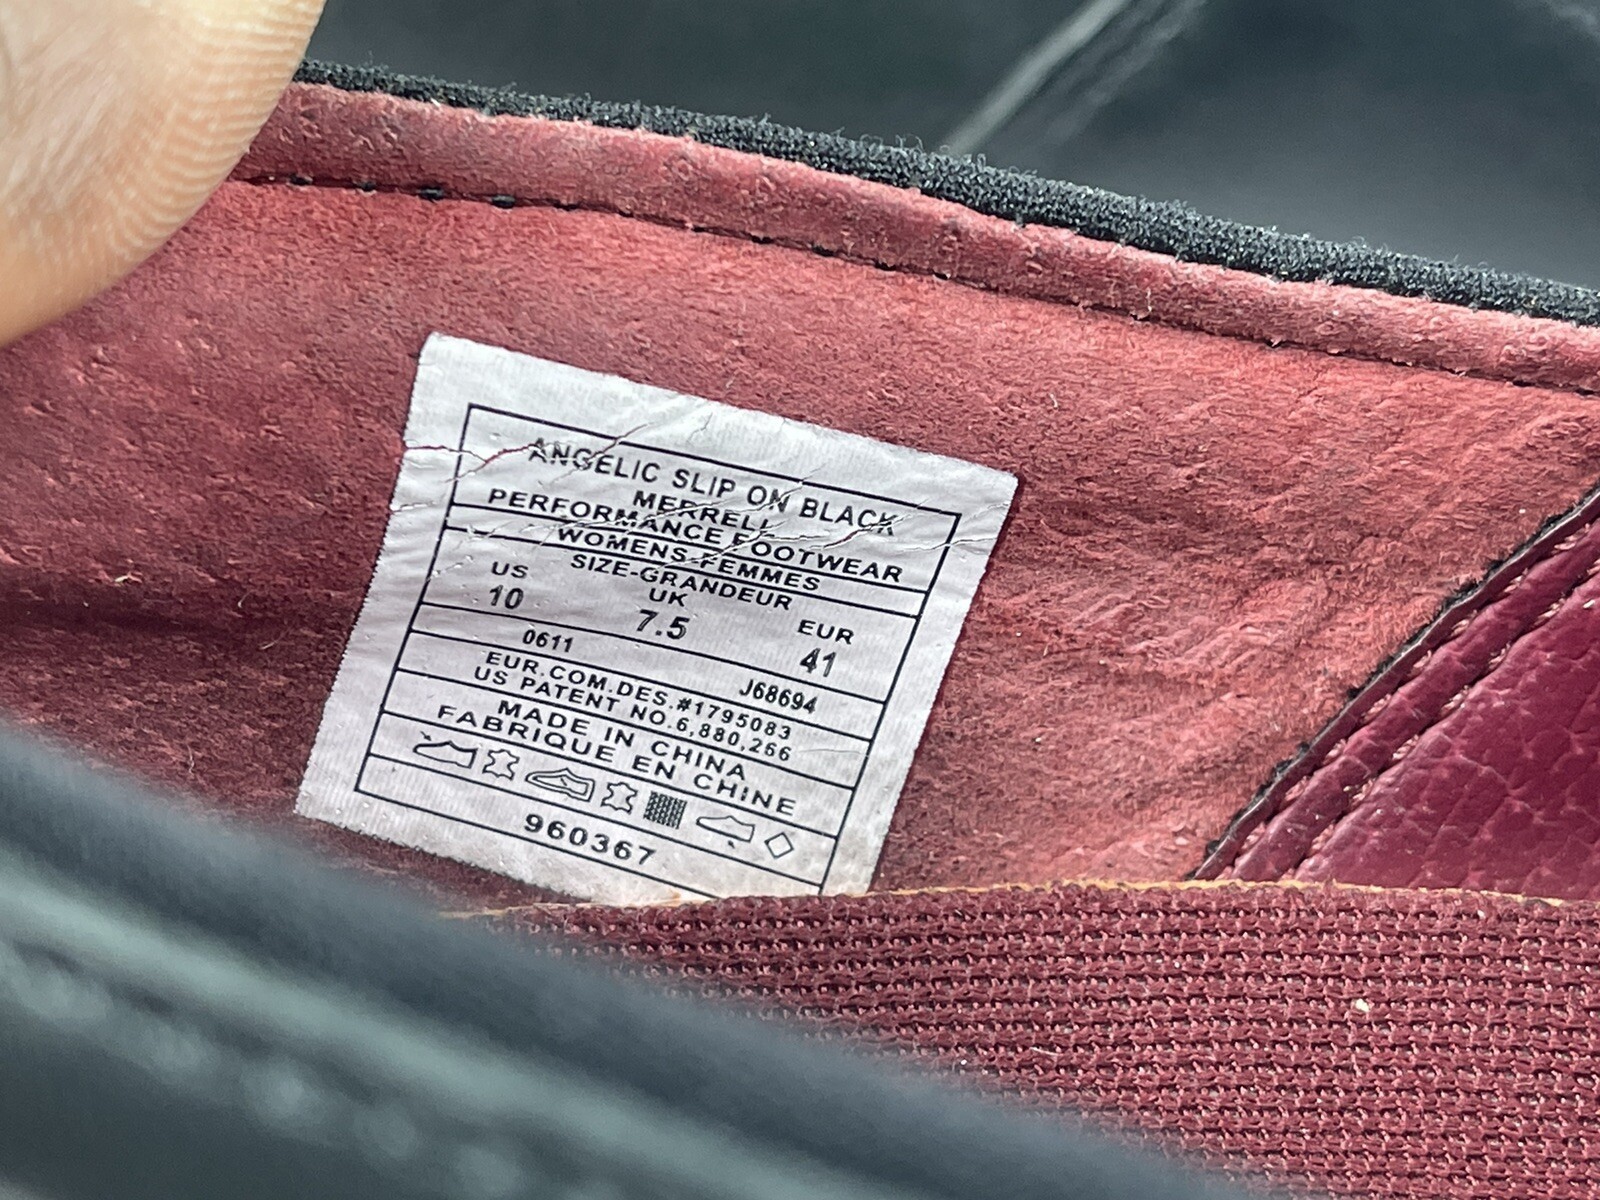 ANGELIC SLIP ON BLACK
MERRELL
PERFORMANCE FOOTWEAR
WOMENS-FEMMES
SIZE-GRANDEUR
US UK EUR
10 7.5 41
0611 J68694
EUR.COM.DES.#1795083
US PATENT NO.6,880,266
MADE IN CHINA
FABRIQUE EN CHINE
960367